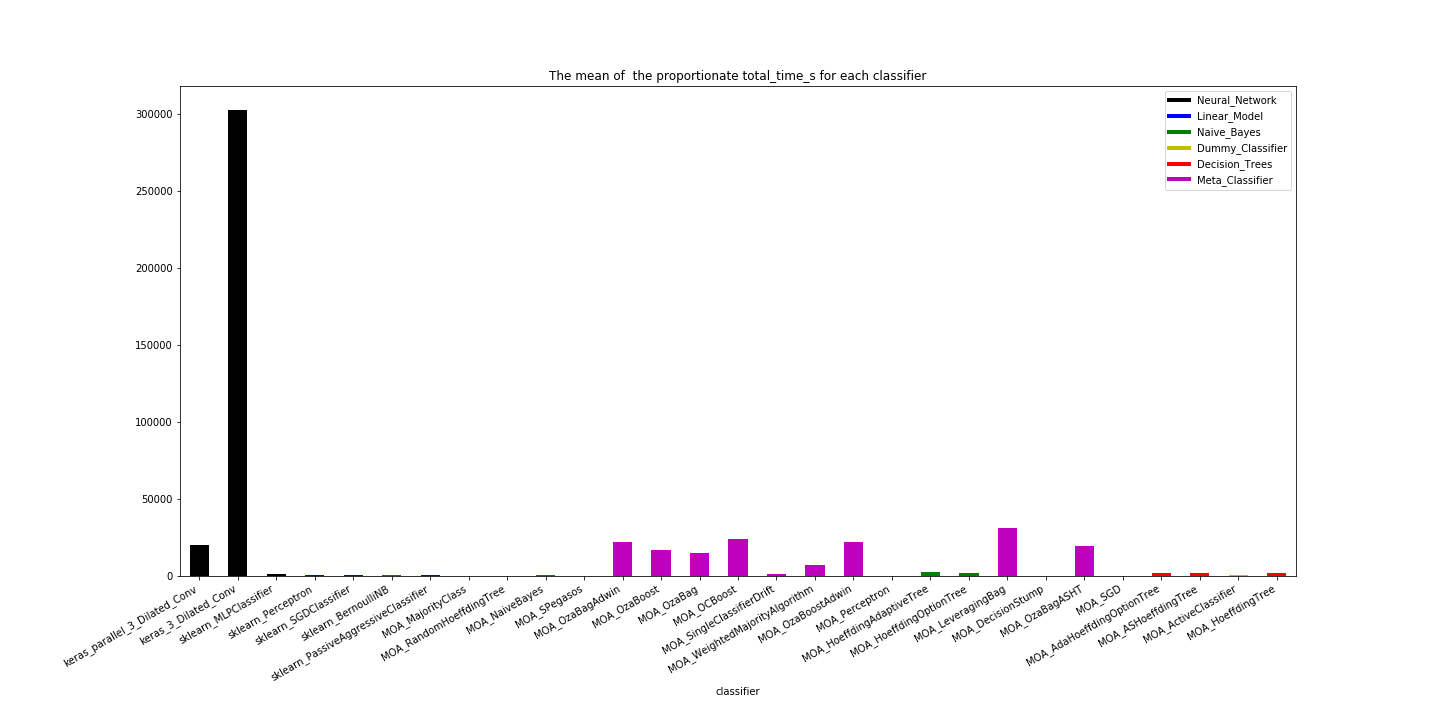 The mean of  the proportionate total_time_s for each classifier
300000
250000
200000
150000
100000
50000
0
Neural_Network
Linear_Model
Naive_Bayes
Dummy_Classifier
Decision_Trees
Meta_Classifier
keras_parallel_3_Dilated_Conv
keras_3_Dilated_Conv
sklearn_MLPClassifier
sklearn_Perceptron
sklearn_SGDClassifier
sklearn_BernoulliNB
sklearn_PassiveAggressiveClassifier
MOA_MajorityClass
MOA_RandomHoeffdingTree
MOA_NaiveBayes
MOA_SPegasos
MOA_OzaBagAdwin
MOA_OzaBoost
MOA_OzaBag
MOA_OCBoost
MOA_SingleClassifierDrift
MOA_WeightedMajorityAlgorithm
MOA_OzaBoostAdwin
MOA_Perceptron
MOA_HoeffdingAdaptiveTree
MOA_HoeffdingOptionTree
MOA_LeveragingBag
MOA_DecisionStump
MOA_OzaBagASHT
MOA_SGD
MOA_AdaHoeffdingOptionTree
MOA_ASHoeffdingTree
MOA_ActiveClassifier
MOA_HoeffdingTree
classifier